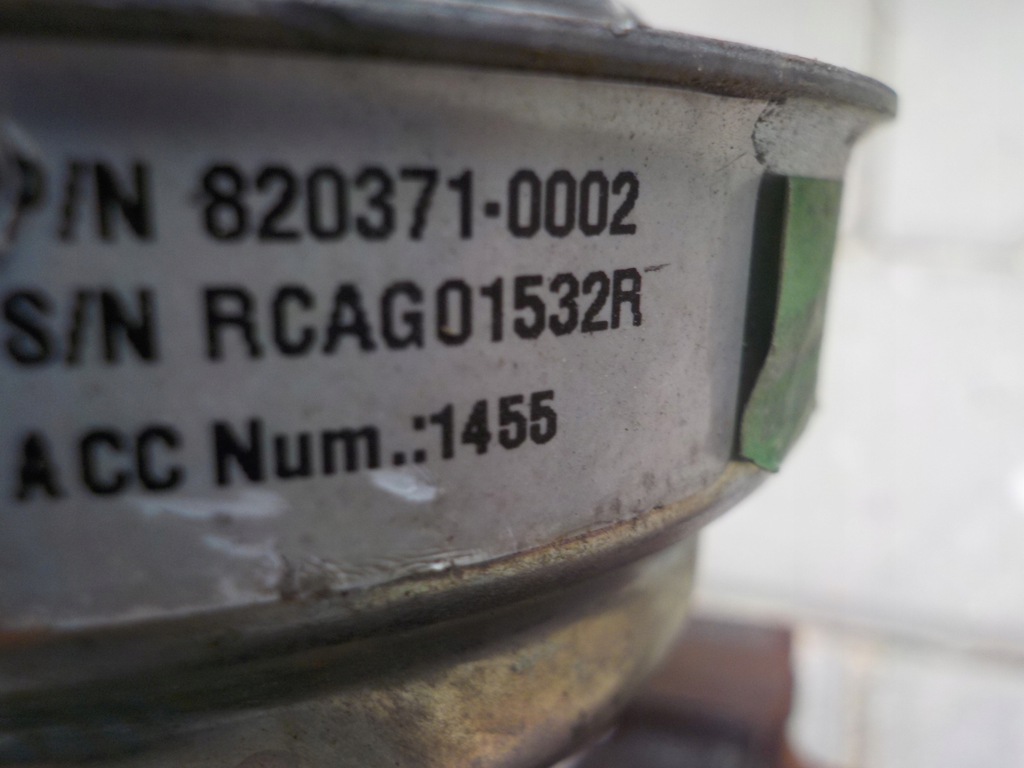 P/N 820371-0002
S/N RCAG01532R
ACC Num.:1455